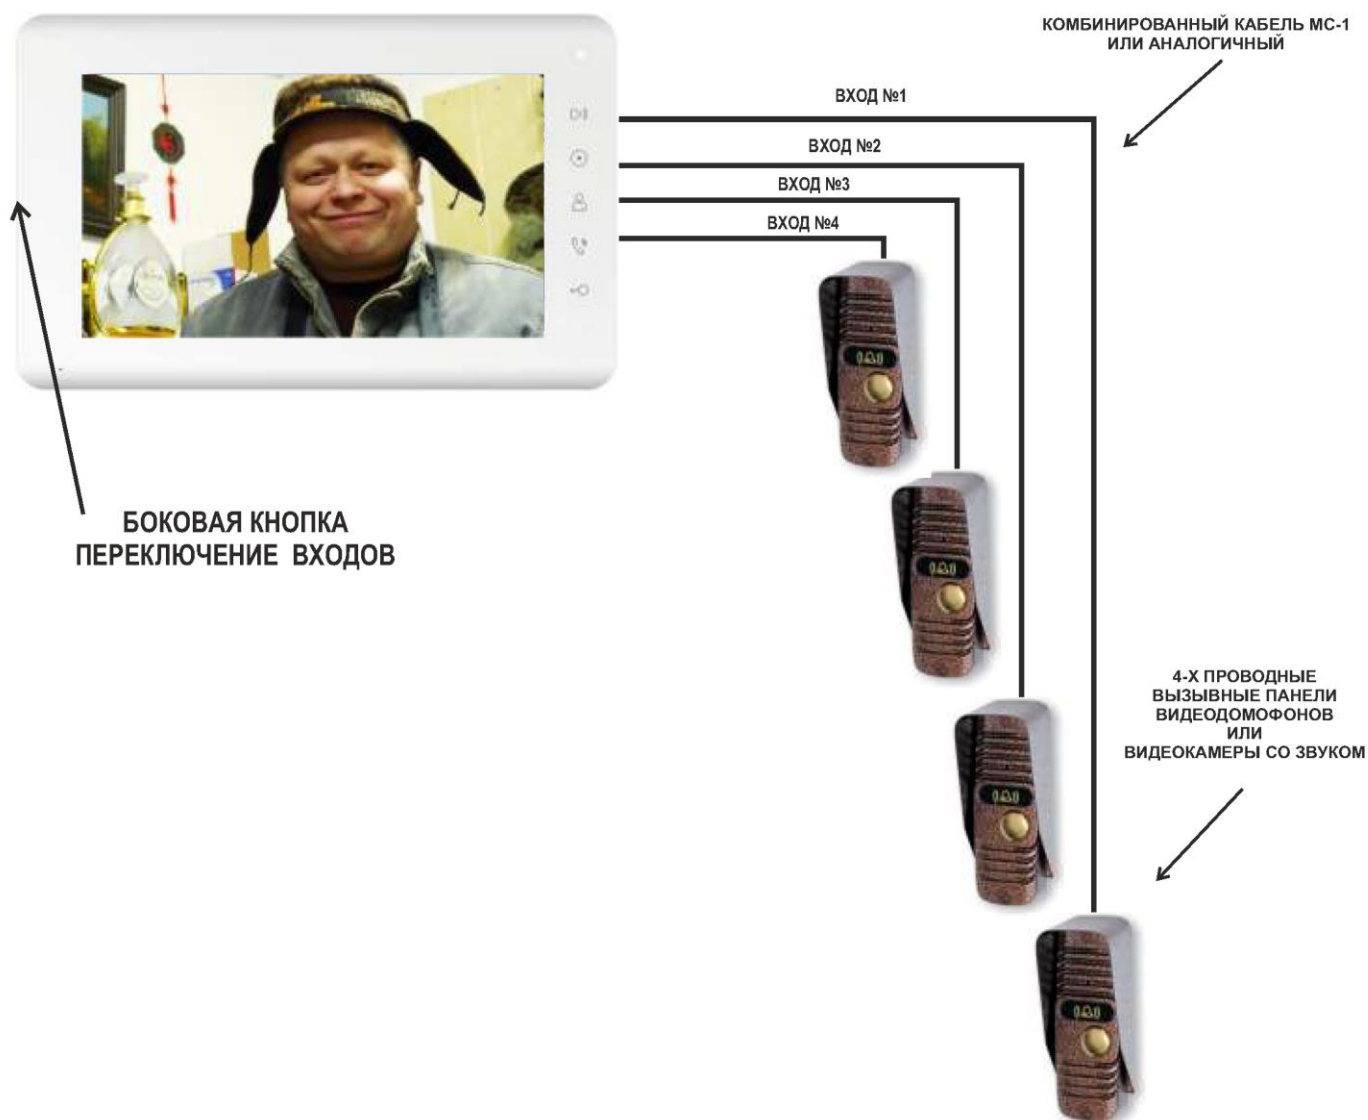 КОМБИНИРОВАННЫЙ КАБЕЛЬ МС-1
ИЛИ АНАЛОГИЧНЫЙ
ВХОД №1
ВХОД №2
ВХОД №3
ВХОД №4
БОКОВАЯ КНОПКА
ПЕРЕКЛЮЧЕНИЕ ВХОДОВ
4-Х ПРОВОДНЫЕ
ВЫЗЫВНЫЕ ПАНЕЛИ
ВИДЕОДОМОФОНОВ
ИЛИ
ВИДЕОКАМЕРЫ СО ЗВУКОМ